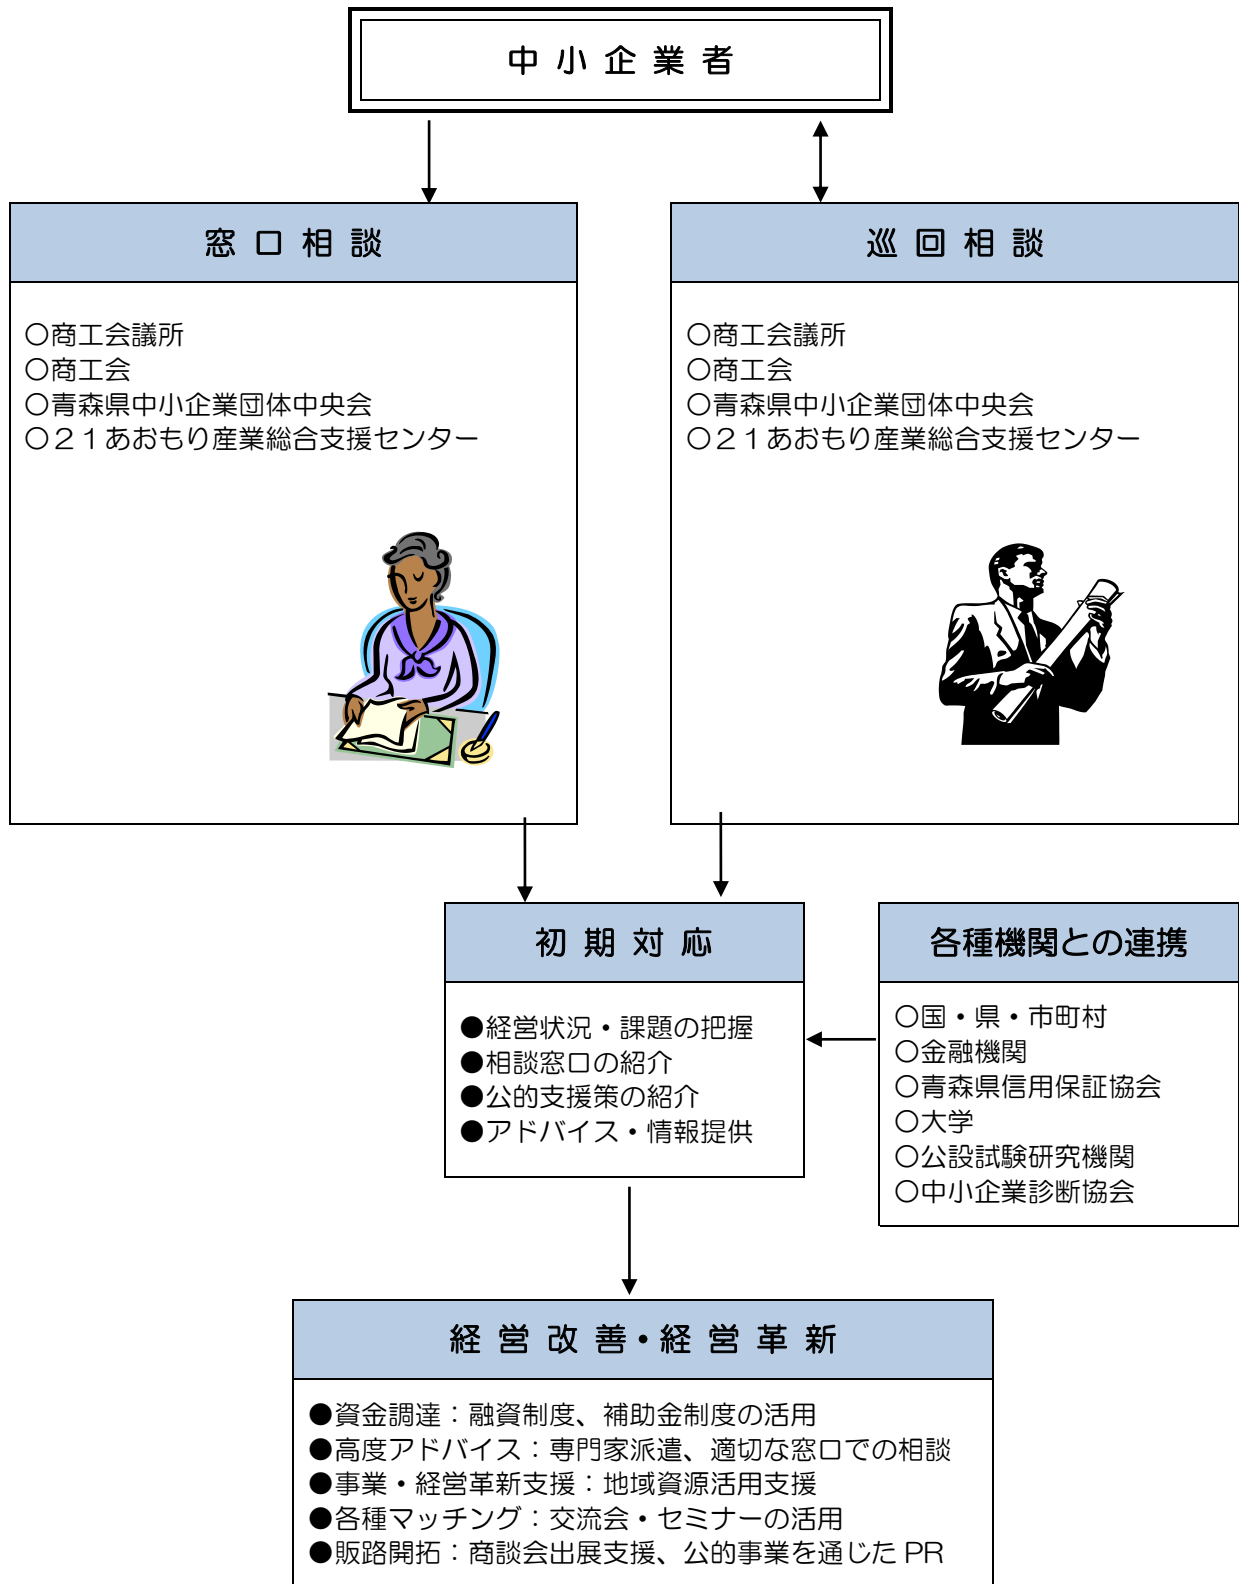 中小企業者
窓口相談
○商工会議所
○商工会
○青森県中小企業団体中央会
○２１あおもり産業総合支援センター
巡回相談
○商工会議所
○商工会
○青森県中小企業団体中央会
○２１あおもり産業総合支援センター
初期対応
●経営状況・課題の把握
●相談窓口の紹介
●公的支援策の紹介
●アドバイス・情報提供
各種機関との連携
○国・県・市町村
○金融機関
○青森県信用保証協会
○大学
○公設試験研究機関
○中小企業診断協会
経営改善・経営革新
●資金調達：融資制度、補助金制度の活用
●高度アドバイス：専門家派遣、適切な窓口での相談
●事業・経営革新支援：地域資源活用支援
●各種マッチング：交流会・セミナーの活用
●販路開拓：商談会出展支援、公的事業を通じた PR